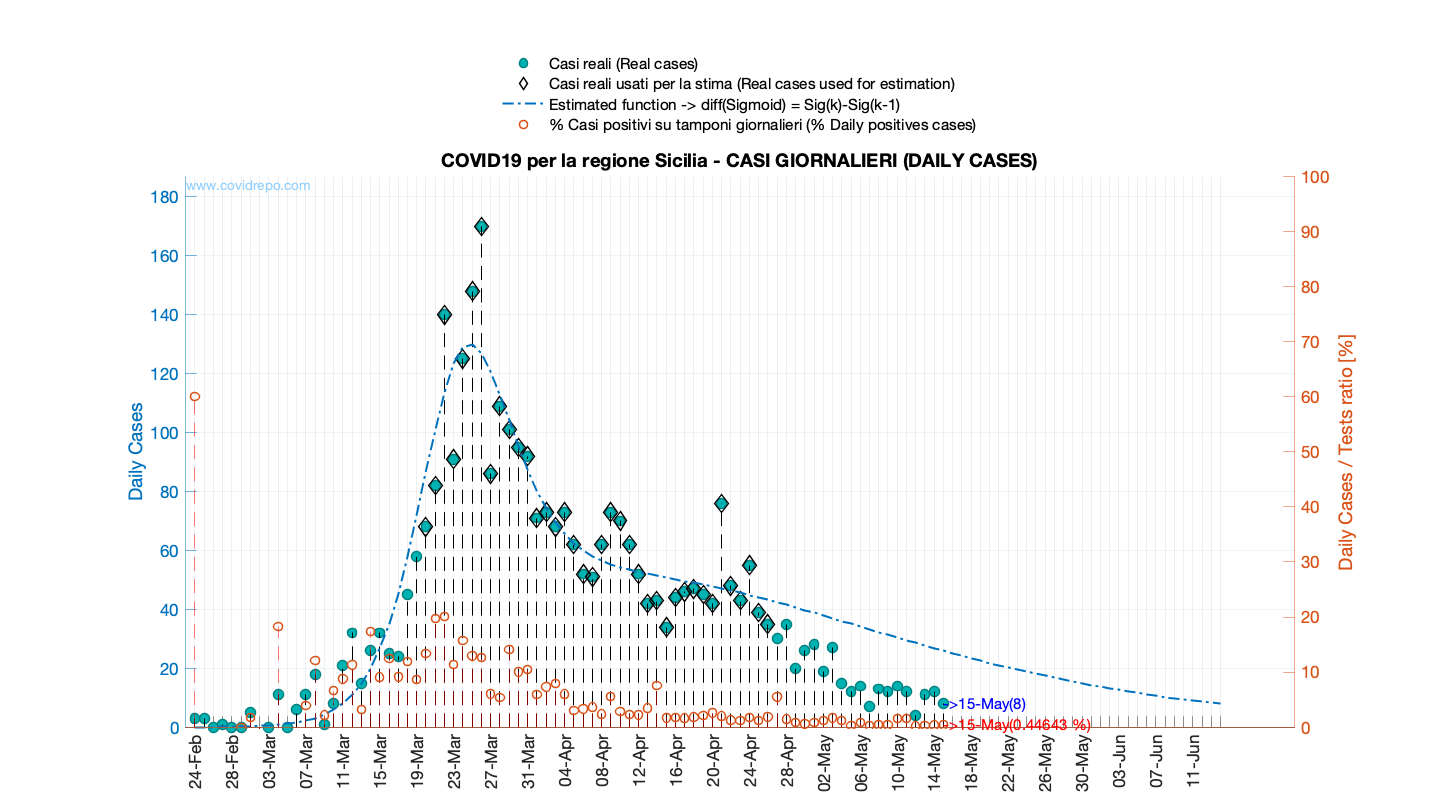 Casi reali (Real cases)
Casi reali usati per la stima (Real cases used for estimation)
Estimated function -> diff(Sigmoid) = Sig(k)-Sig(k-1)
% Casi positivi su tamponi giornalieri (% Daily positives cases)
COVID19 per la regione Sicilia - CASI GIORNALIERI (DAILY CASES)
www.covidrepo.com
Daily Cases
180
160
140
120
100
80
60
40
20
0
100
90
80
70
60
50
40
30
20
10
0
Daily Cases / Tests ratio [%]
->15-May(8)
->15-May(0.44643 %)
24-Feb
28-Feb
03-Mar
07-Mar
11-Mar
15-Mar
19-Mar
23-Mar
27-Mar
31-Mar
04-Apr
08-Apr
12-Apr
16-Apr
20-Apr
24-Apr
28-Apr
02-May
06-May
10-May
14-May
18-May
22-May
26-May
30-May
03-Jun
07-Jun
11-Jun